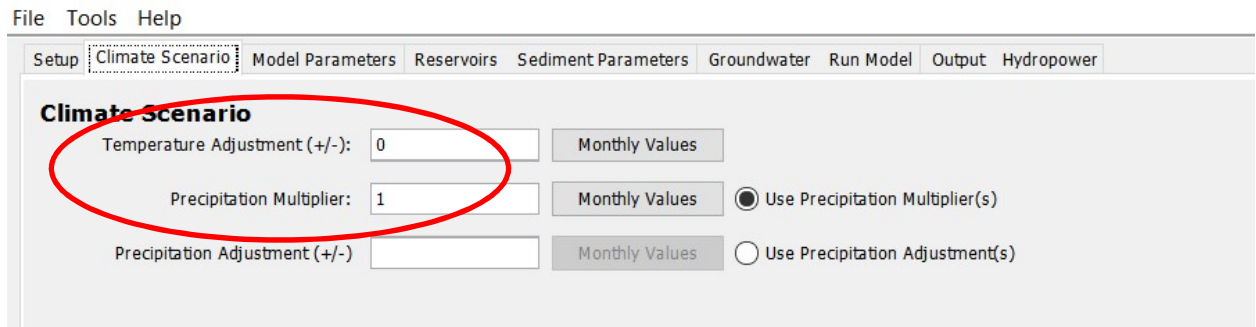 File Tools Help
Setup Climate Scenario Model Parameters Reservoirs Sediment Parameters Groundwater Run Model Output Hydropower
Climate Scenario
Temperature Adjustment (+/-): 0 Monthly Values
Precipitation Multiplier: 1 Monthly Values Use Precipitation Multiplier(s)
Precipitation Adjustment (+/-) Monthly Values Use Precipitation Adjustment(s)